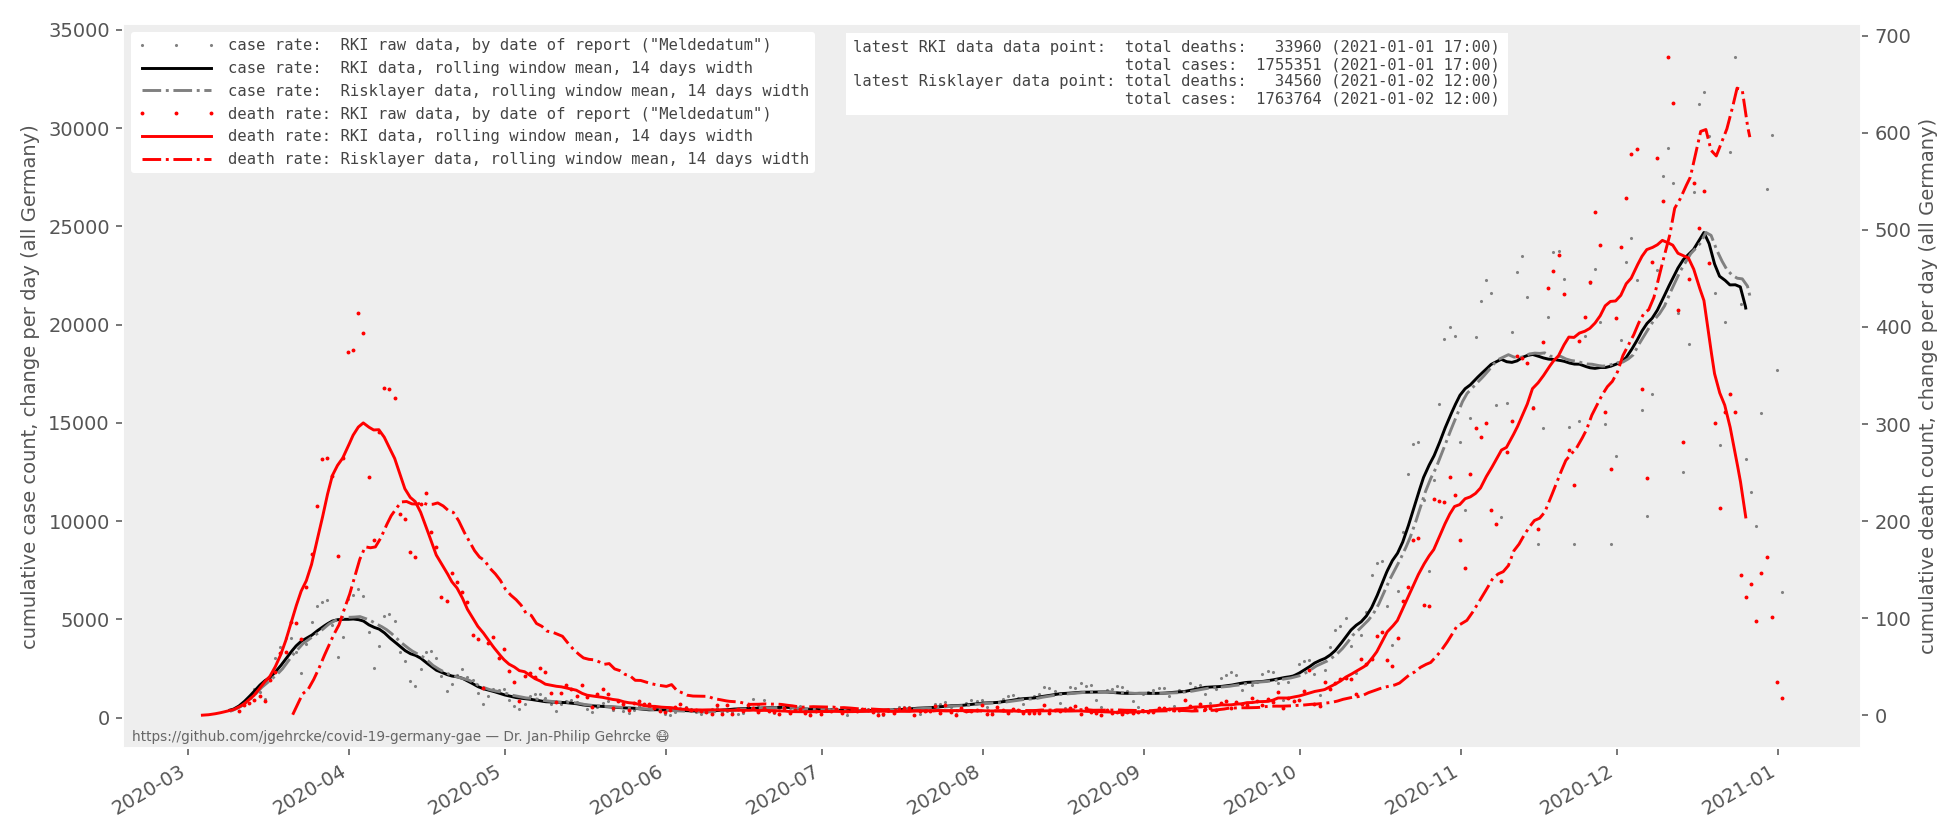 35000
30000
25000
20000
15000
10000
5000
0
cumulative case count, change per day (all Germany)
case rate:  RKI raw data, by date of report ("Meldedatum")
case rate:  RKI data, rolling window mean, 14 days width
case rate:  Risklayer data, rolling window mean, 14 days width
death rate: RKI raw data, by date of report ("Meldedatum")
death rate: RKI data, rolling window mean, 14 days width
death rate: Risklayer data, rolling window mean, 14 days width
latest RKI data data point:  total deaths:   33960 (2021-01-01 17:00)
total cases:  1755351 (2021-01-01 17:00)
latest Risklayer data point: total deaths:   34560 (2021-01-02 12:00)
total cases:  1763764 (2021-01-02 12:00)
700
600
500
400
300
200
100
0
cumulative death count, change per day (all Germany)
https://github.com/jgehrcke/covid-19-germany-gae — Dr. Jan-Philip Gehrcke 😷
2020-03
2020-04
2020-05
2020-06
2020-07
2020-08
2020-09
2020-10
2020-11
2020-12
2021-01